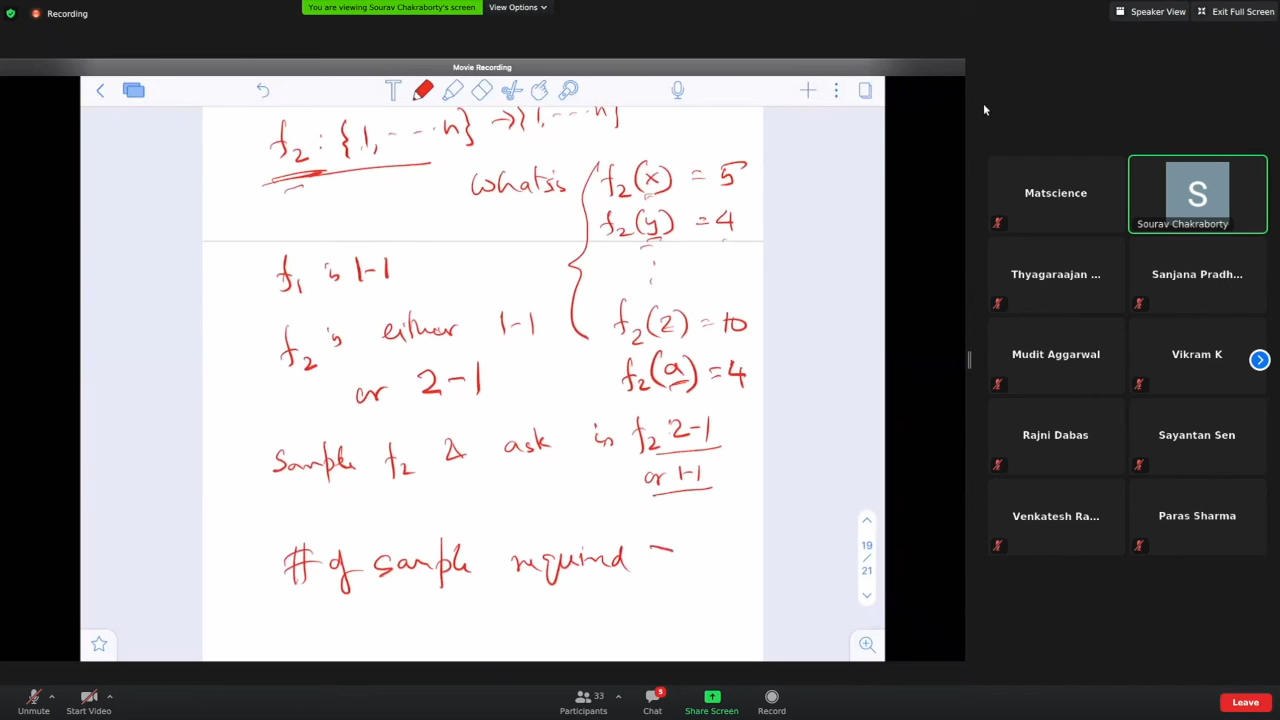 Recording
You are viewing Sourav Chakraborty's screen
View Options
Speaker View
Exit Full Screen
Movie Recording
f₂ : {1, ... n} → {1, ... n}
What's f₂(x) = 5
f₂(y) = 4
⋮
f₁ is 1-1
f₂ is either 1-1
or 2-1
f₂(z) = 10
f₂(a) = 4
Sample f₂ & ask is f₂ 2-1
or 1-1
# of sample required
19
/
21
Matscience
S
Sourav Chakraborty
Thyagaraajan ...
Sanjana Pradh...
Mudit Aggarwal
Vikram K
Rajni Dabas
Sayantan Sen
Venkatesh Ra...
Paras Sharma
Unmute
Start Video
33
Participants
5
Chat
Share Screen
Record
Leave